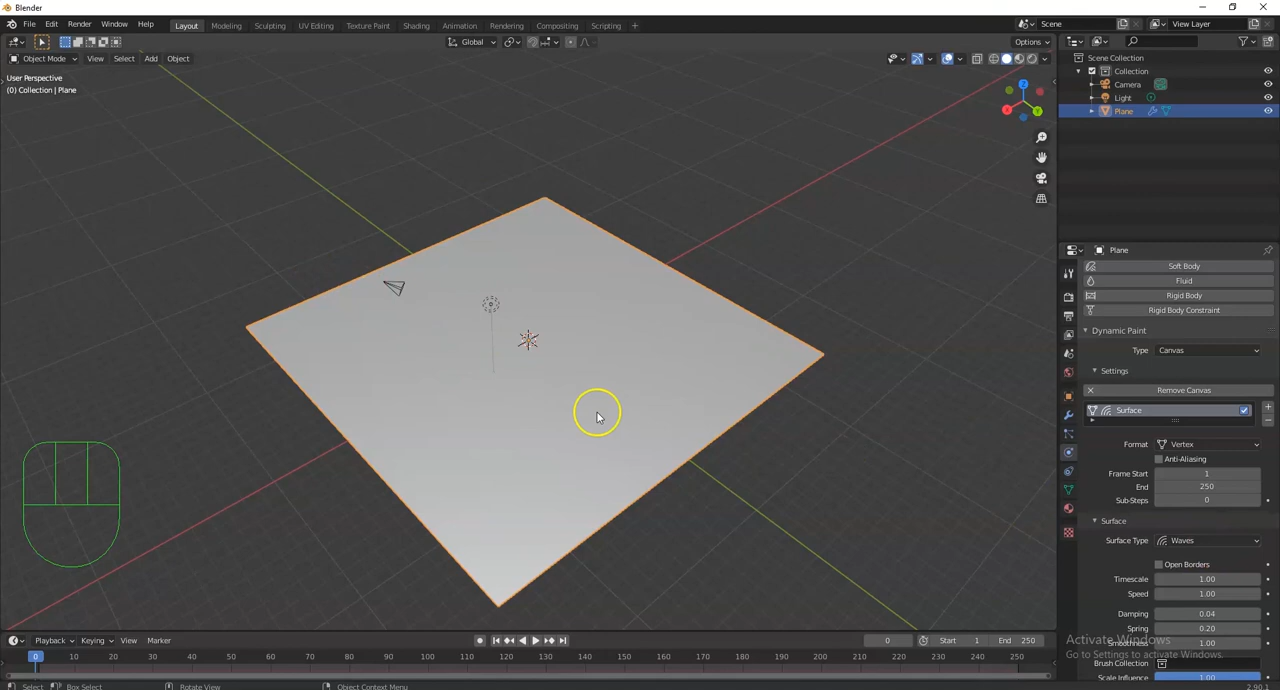 Blender
File Edit Render Window Help
Layout Modeling Sculpting UV Editing Texture Paint Shading Animation Rendering Compositing Scripting +
Scene
View Layer
Global
Options
Object Mode View Select Add Object
User Perspective
(0) Collection | Plane
Z
X
Y
Scene Collection
Collection
Camera
Light
Plane
Plane
Soft Body
Fluid
Rigid Body
Rigid Body Constraint
Dynamic Paint
Type Canvas
Settings
Remove Canvas
Surface
Format Vertex
Anti-Aliasing
Frame Start 1
End 250
Sub-Steps 0
Surface
Surface Type Waves
Open Borders
Timescale 1.00
Speed 1.00
Damping 0.04
Spring 0.20
Smoothness 1.00
Brush Collection
Scale Influence 1.00
Activate Windows
Go to Settings to activate Windows.
Playback Keying View Marker
0 Start 1 End 250
0 10 20 30 40 50 60 70 80 90 100 110 120 130 140 150 160 170 180 190 200 210 220 230 240 250
Select Box Select Rotate View Object Context Menu
2.90.1